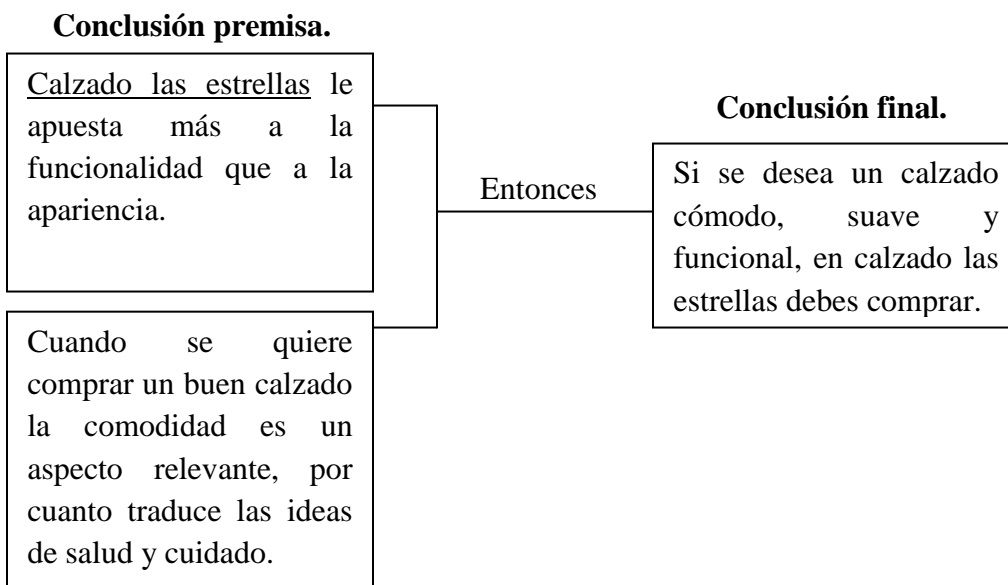 Conclusión premisa.
Calzado las estrellas le
apuesta más a la
funcionalidad que a la
apariencia.
Cuando se quiere
comprar un buen calzado
la comodidad es un
aspecto relevante, por
cuanto traduce las ideas
de salud y cuidado.
Entonces
Conclusión final.
Si se desea un calzado
cómodo, suave y
funcional, en calzado las
estrellas debes comprar.